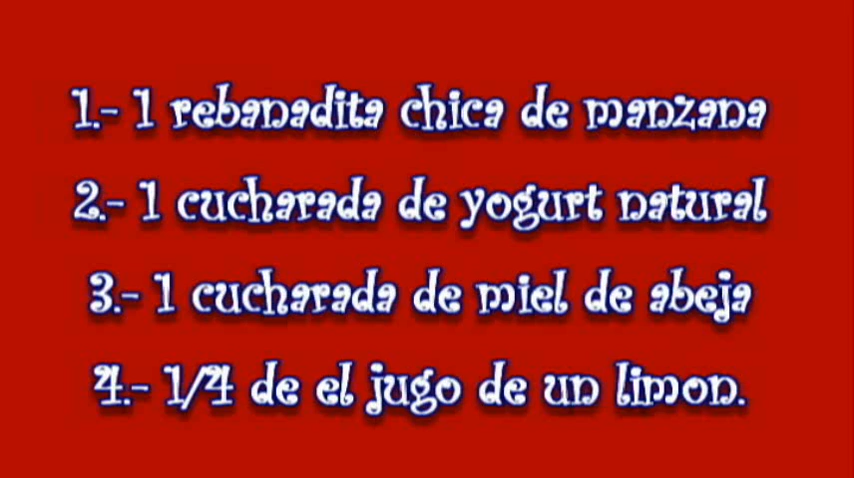 1.- 1 rebanadita chica de manzana
2.- 1 cucharada de yogurt natural
3.- 1 cucharada de miel de abeja
4.- 1/4 de el jugo de un limon.